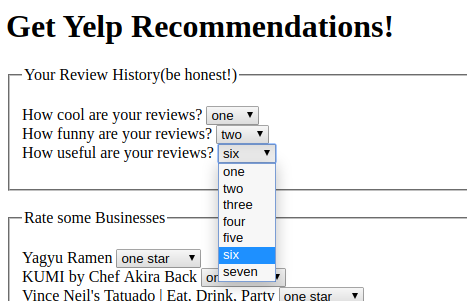 Get Yelp Recommendations!
Your Review History(be honest!)
How cool are your reviews? one
How funny are your reviews? two
How useful are your reviews? six
one
two
three
four
five
six
seven
Rate some Businesses
Yagyu Ramen one star
KUMI by Chef Akira Back
Vince Neil's Tatuado | Eat, Drink, Party one star